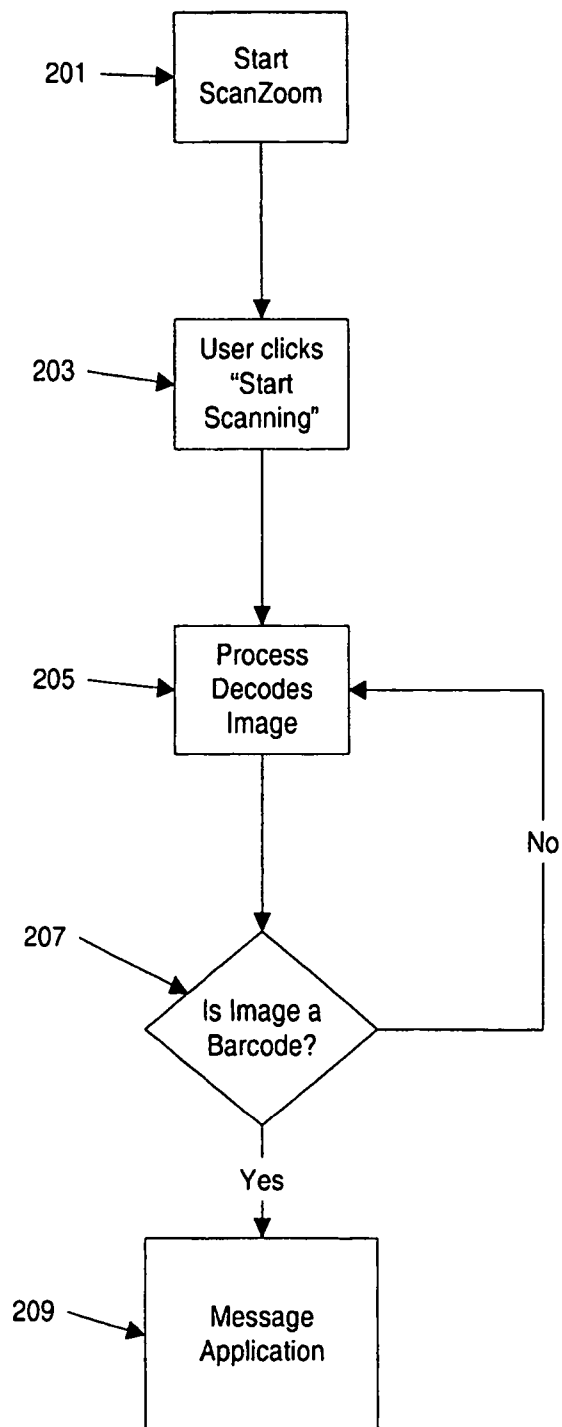 201
Start
ScanZoom
203
User clicks
“Start
Scanning”
205
Process
Decodes
Image
No
207
Is Image a
Barcode?
Yes
209
Message
Application